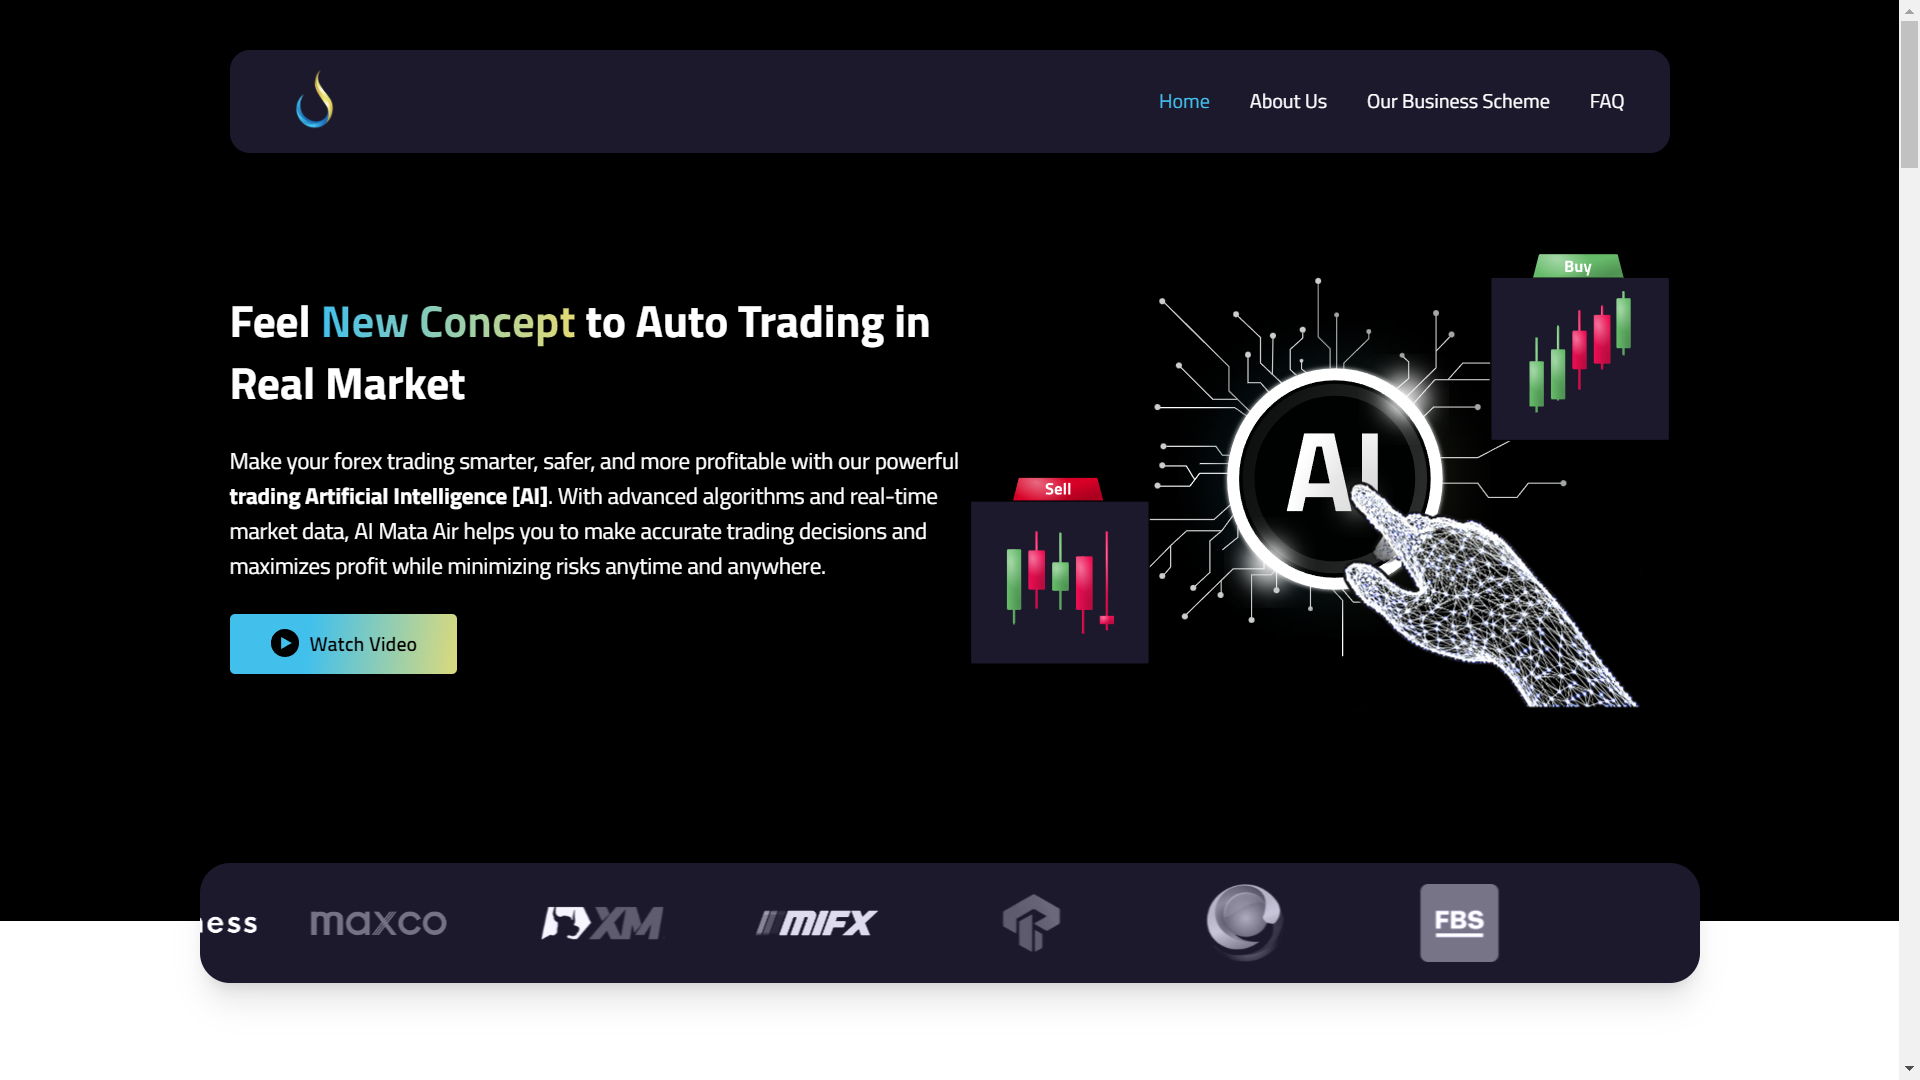 Home About Us Our Business Scheme FAQ
Feel New Concept to Auto Trading in
Real Market
Make your forex trading smarter, safer, and more profitable with our powerful
trading Artificial Intelligence [AI]. With advanced algorithms and real-time
market data, AI Mata Air helps you to make accurate trading decisions and
maximizes profit while minimizing risks anytime and anywhere.
Watch Video
Buy
AI
Sell
ness maxco XM MIFX FBS